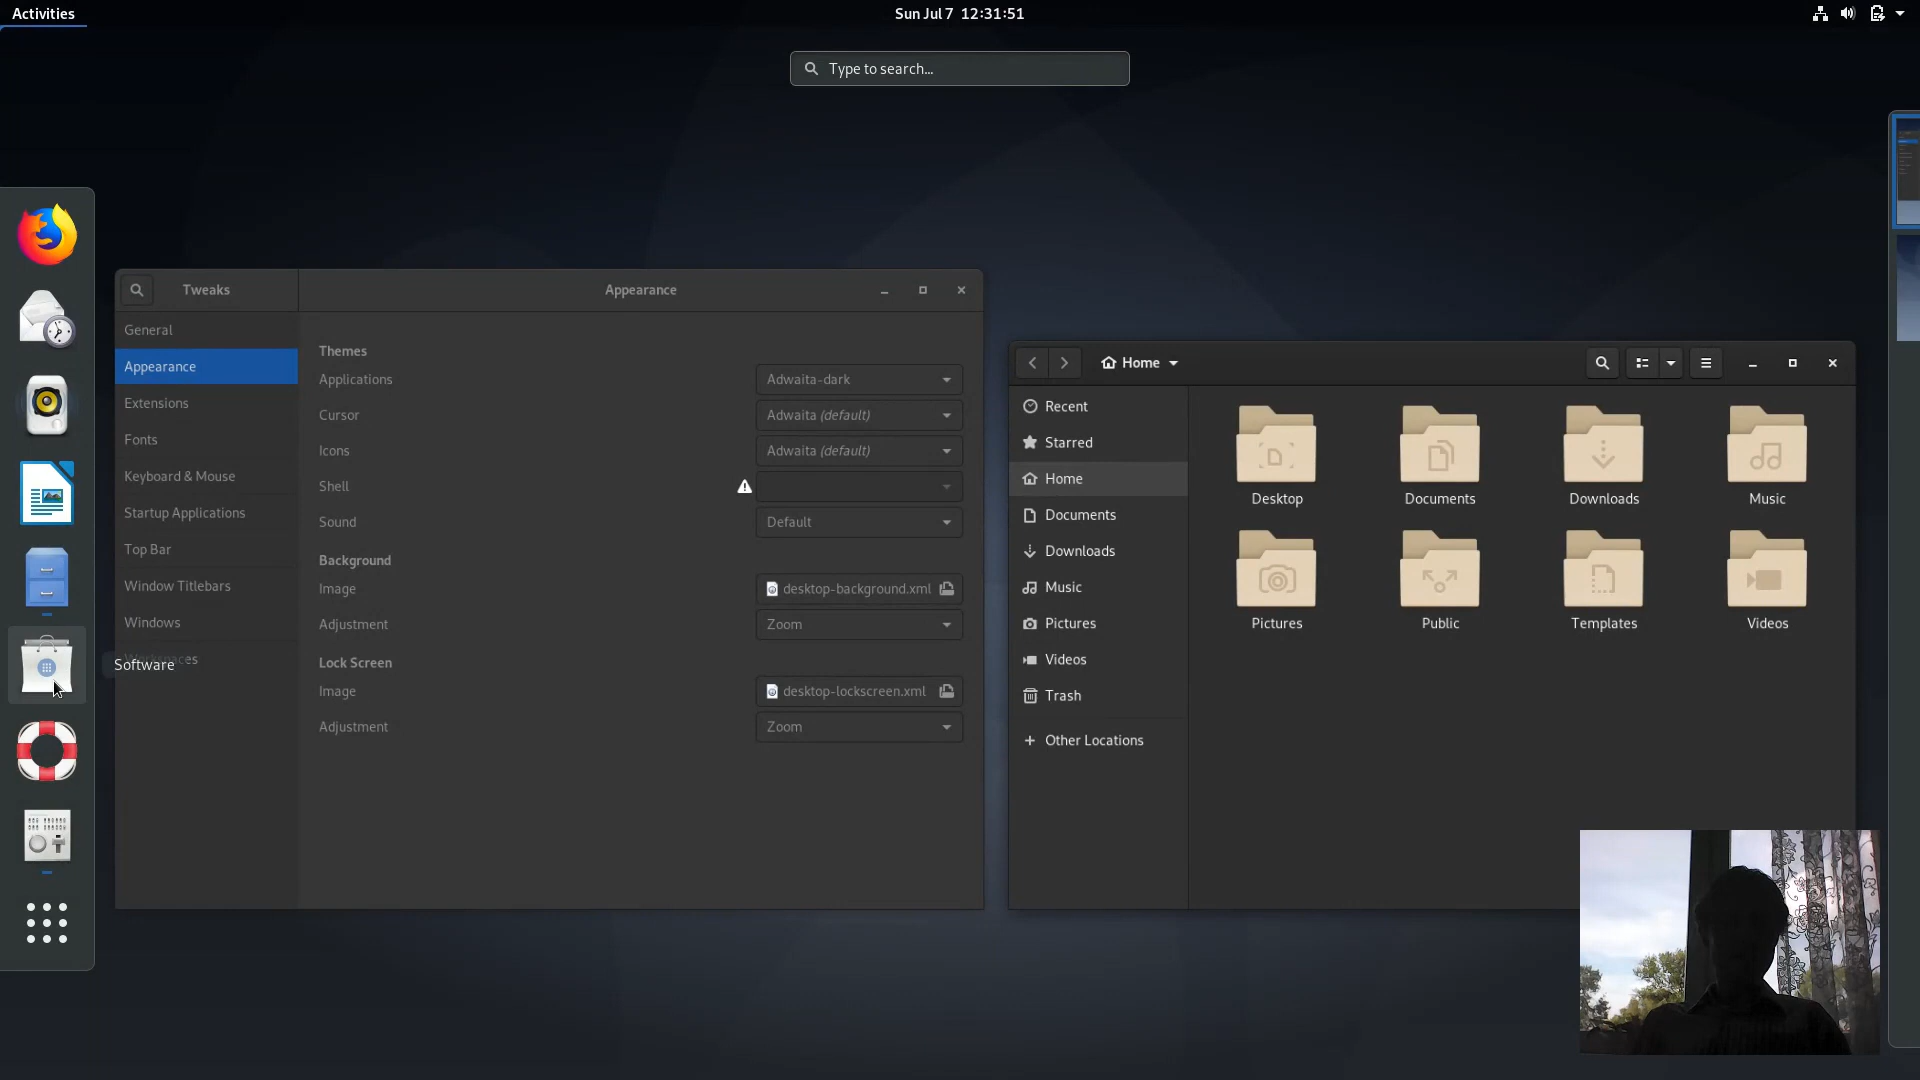 Activities
Sun Jul 7 12:31:51
Type to search...
Tweaks
Appearance
General
Appearance
Extensions
Fonts
Keyboard & Mouse
Startup Applications
Top Bar
Window Titlebars
Windows
Software
Themes
Applications
Adwaita-dark
Cursor
Adwaita (default)
Icons
Adwaita (default)
Shell
Sound
Default
Background
Image
desktop-background.xml
Adjustment
Zoom
Lock Screen
Image
desktop-lockscreen.xml
Adjustment
Zoom
Home
Recent
Starred
Home
Documents
Downloads
Music
Pictures
Videos
Trash
Other Locations
Desktop
Documents
Downloads
Music
Pictures
Public
Templates
Videos